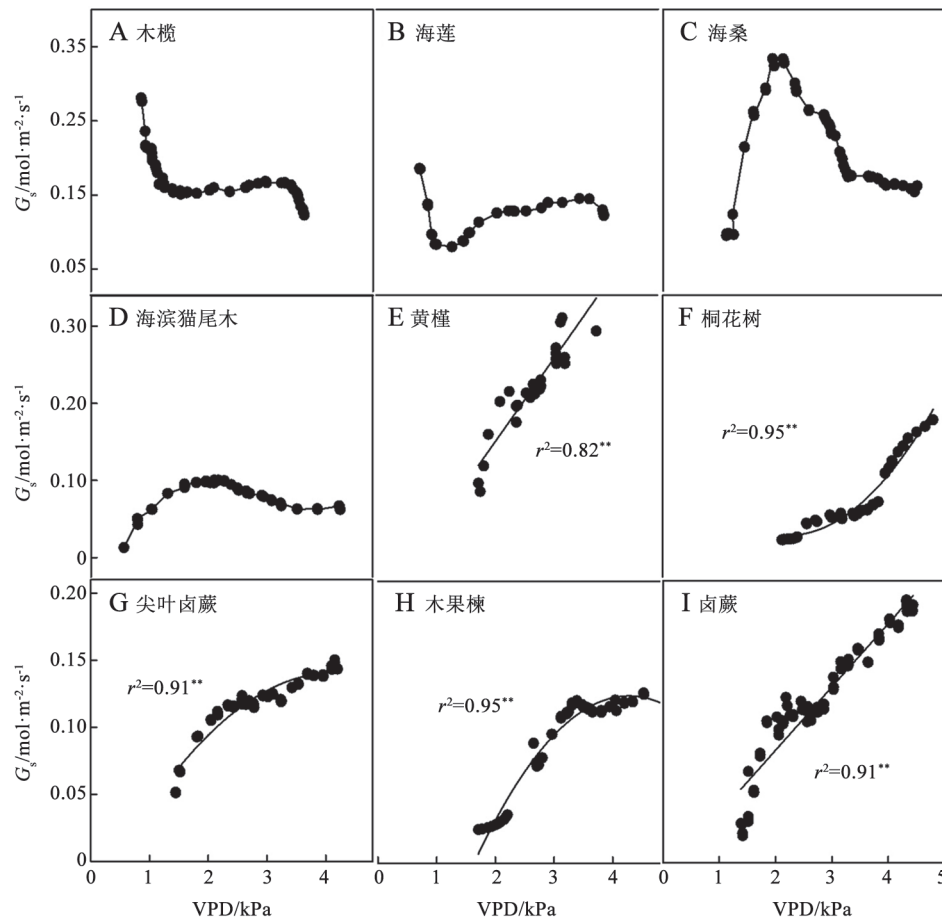 A 木榄
B 海莲
C 海桑
0.35
0.25
0.15
0.05
Gs/mol·m-2·s-1
D 海滨猫尾木
E 黄槿
F 桐花树
0.30
0.20
0.10
0
Gs/mol·m-2·s-1
r2=0.82**
r2=0.95**
G 尖叶卤蕨
H 木果楝
I 卤蕨
0.20
0.15
0.10
0.05
0
Gs/mol·m-2·s-1
r2=0.91**
r2=0.95**
r2=0.91**
0 1 2 3 4
0 1 2 3 4
0 1 2 3 4 5
VPD/kPa
VPD/kPa
VPD/kPa